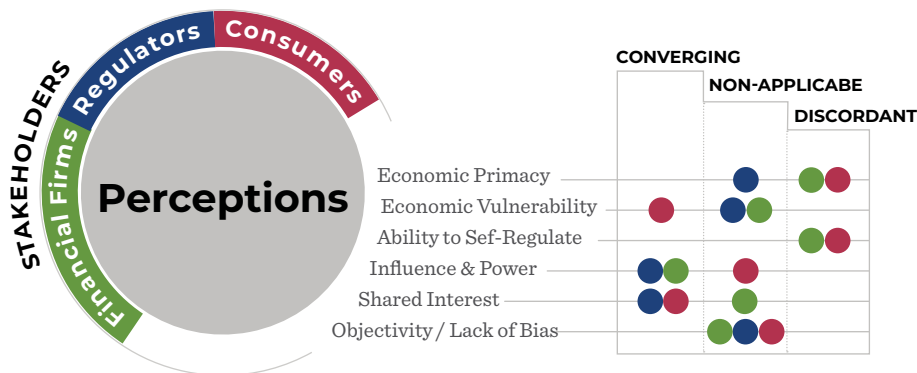 STAKEHOLDERS
Financial Firms
Regulators
Consumers
Perceptions
CONVERGING
NON-APPLICABE
DISCORDANT
Economic Primacy
Economic Vulnerability
Ability to Sef-Regulate
Influence & Power
Shared Interest
Objectivity / Lack of Bias